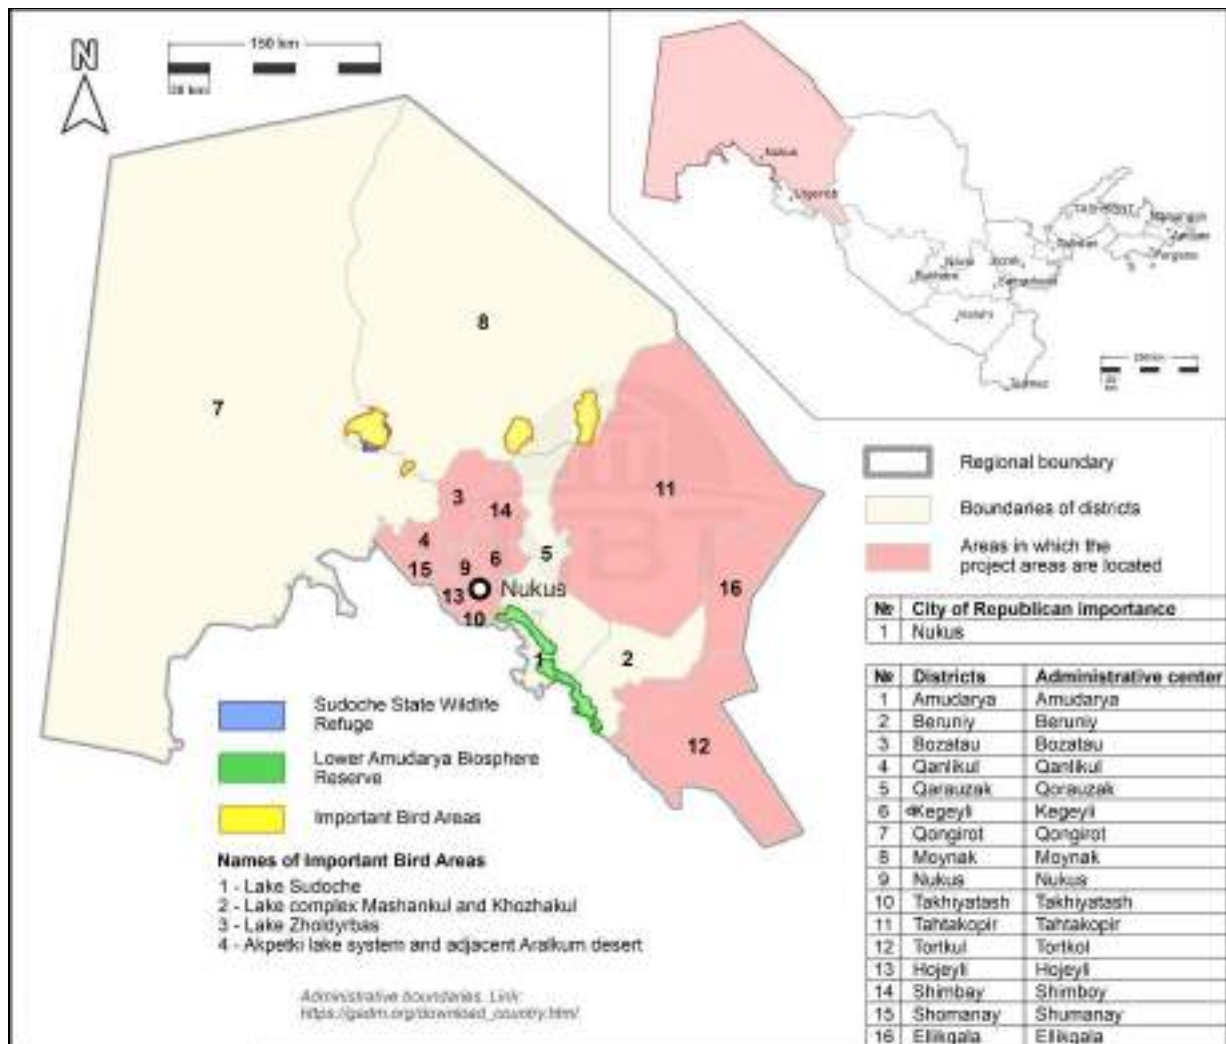 N
150 km
30 km
Nukus
8
7
3
14
11
4
5
6
15
9
16
Nukus
13
10
1
2
12
Regional boundary
Boundaries of districts
Areas in which the
project areas are located
№ City of Republican importance
1 Nukus
№ Districts Administrative center
1 Amudarya Amudarya
2 Beruniy Beruniy
3 Bozatau Bozatau
4 Qanlikul Qanlikul
5 Qarauzak Qorauzak
6 Kegeyli Kegeyli
7 Qongirot Qongirot
8 Moynak Moynak
9 Nukus Nukus
10 Takhiyatash Takhiyatash
11 Tahtakopir Tahtakopir
12 Tortkul Tortkol
13 Hojeyli Hojeyli
14 Shimbay Shimboy
15 Shomanay Shumanay
16 Ellikgala Ellikgala
Sudoche State Wildlife
Refuge
Lower Amudarya Biosphere
Reserve
Important Bird Areas
Names of Important Bird Areas
1 - Lake Sudoche
2 - Lake complex Mashankul and Khozhakul
3 - Lake Zholdyrbas
4 - Akpetki lake system and adjacent Aralkum desert
Administrative boundaries. Link:
https://gadm.org/download_country.html